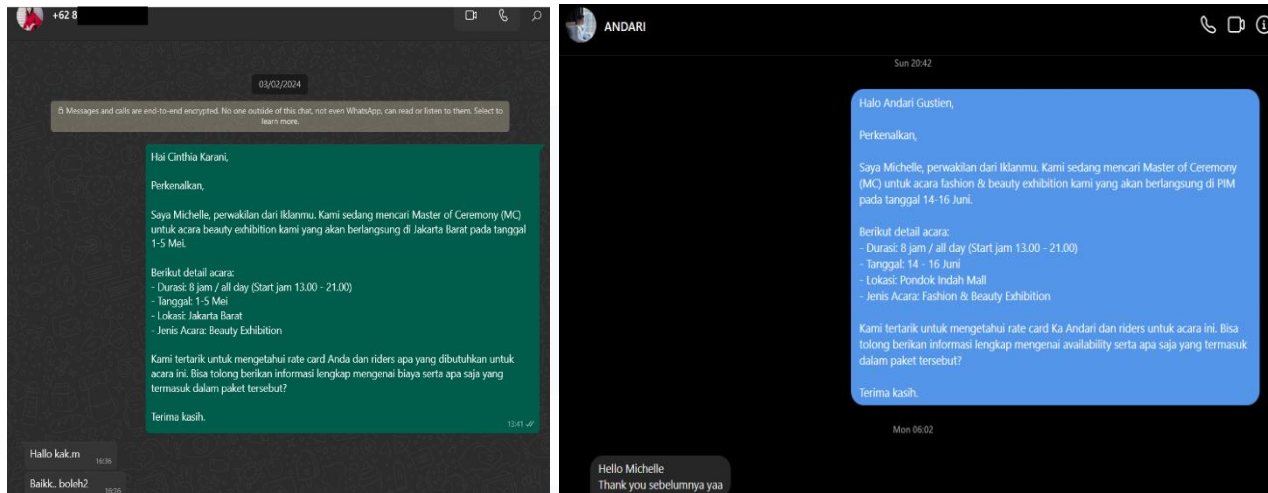 +62 8
03/02/2024
Messages and calls are end-to-end encrypted. No one outside of this chat, not even WhatsApp, can read or listen to them. Select to
learn more.
Hai Cinthia Karani,
Perkenalkan,
Saya Michelle, perwakilan dari Iklanmu. Kami sedang mencari Master of Ceremony (MC)
untuk acara beauty exhibition kami yang akan berlangsung di Jakarta Barat pada tanggal
1-5 Mei.
Berikut detail acara:
- Durasi: 8 jam / all day (Start jam 13.00 - 21.00)
- Tanggal: 1-5 Mei
- Lokasi: Jakarta Barat
- Jenis Acara: Beauty Exhibition
Kami tertarik untuk mengetahui rate card Anda dan riders apa yang dibutuhkan untuk
acara ini. Bisa tolong berikan informasi lengkap mengenai biaya serta apa saja yang
termasuk dalam paket tersebut?
Terima kasih.
13:41
Hallo kak.m
16:36
Baikk.. boleh2
16:36
ANDARI
Sun 20:42
Halo Andari Gustien,
Perkenalkan,
Saya Michelle, perwakilan dari Iklanmu. Kami sedang mencari Master of Ceremony
(MC) untuk acara fashion & beauty exhibition kami yang akan berlangsung di PIM
pada tanggal 14-16 Juni.
Berikut detail acara:
- Durasi: 8 jam / all day (Start jam 13.00 - 21.00)
- Tanggal: 14 - 16 Juni
- Lokasi: Pondok Indah Mall
- Jenis Acara: Fashion & Beauty Exhibition
Kami tertarik untuk mengetahui rate card Ka Andari dan riders untuk acara ini. Bisa
tolong berikan informasi lengkap mengenai availability serta apa saja yang termasuk
dalam paket tersebut?
Terima kasih.
Mon 06:02
Hello Michelle
Thank you sebelumnya yaa